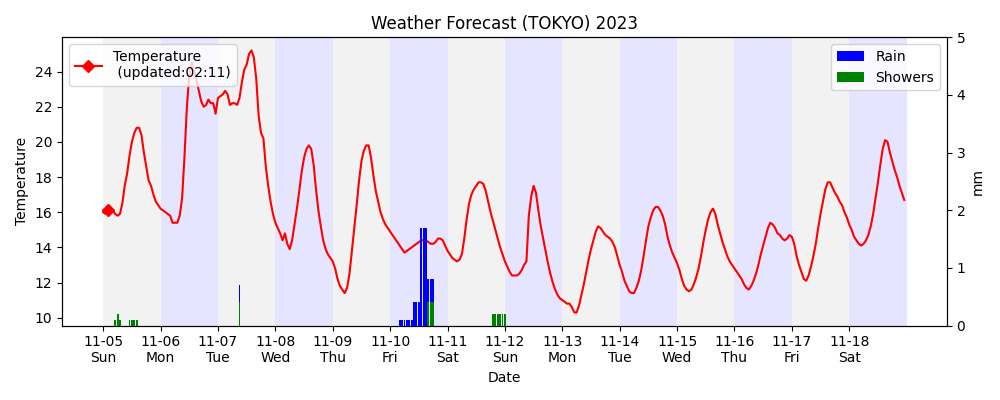 Weather Forecast (TOKYO) 2023
Temperature
(updated:02:11)
Rain
Showers
Temperature
24
22
20
18
16
14
12
10
5
4
3
2
1
0
mm
11-05 11-06 11-07 11-08 11-09 11-10 11-11 11-12 11-13 11-14 11-15 11-16 11-17 11-18
Sun Mon Tue Wed Thu Fri Sat Sun Mon Tue Wed Thu Fri Sat
Date